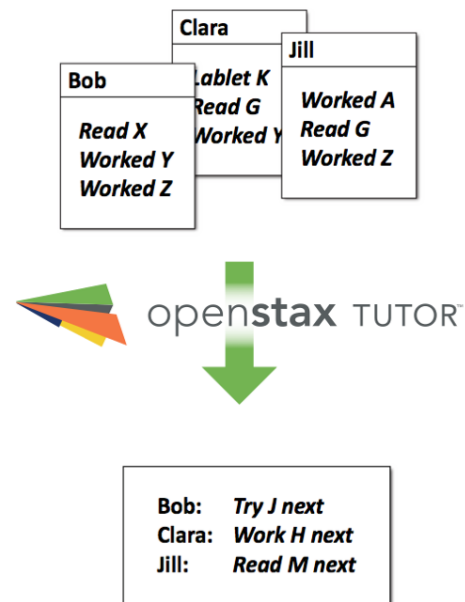 Clara
Jill
Bob
Lablet K
Read G
Worked Y
Worked A
Read G
Worked Z
Read X
Worked Y
Worked Z
openstax TUTOR™
Bob: Try J next
Clara: Work H next
Jill: Read M next